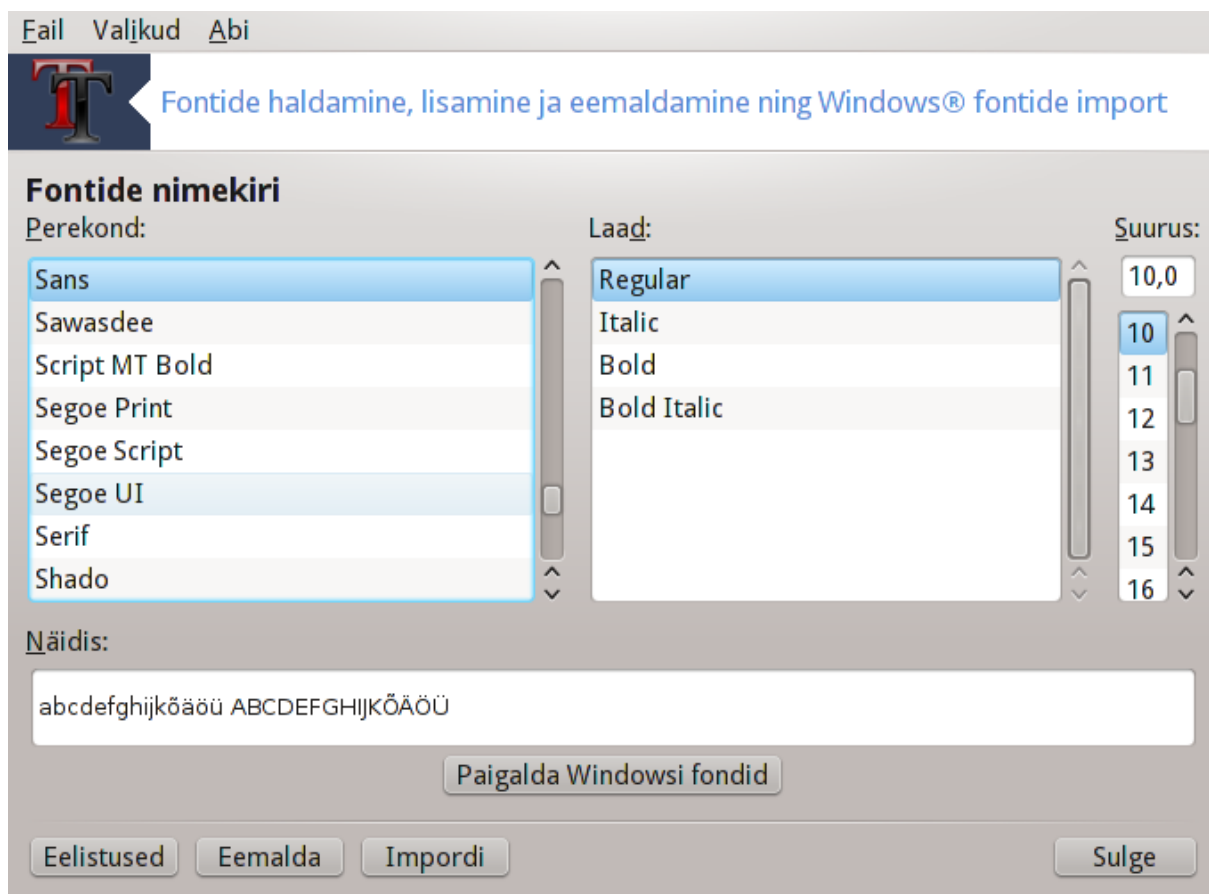 Fail Valikud Abi
Fontide haldamine, lisamine ja eemaldamine ning Windows® fontide import
Fontide nimekiri
Perekond: Laad: Suurus:
Sans Regular 10,0
Sawasdee Italic 10
Script MT Bold Bold 11
Segoe Print Bold Italic 12
Segoe Script 13
Segoe UI 14
Serif 15
Shado 16
Näidis:
abcdefghijkõäöü ABCDEFGHIJKÕÄÖÜ
Paigalda Windowsi fondid
Eelistused Eemalda Impordi Sulge